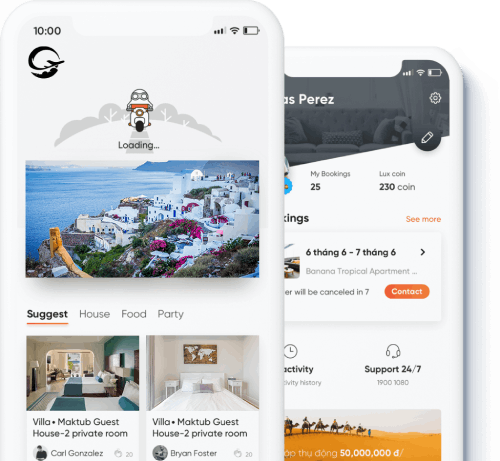 10:00
Loading...
Suggest House Food Party
Villa • Maktub Guest
House-2 private room
Carl Gonzalez 20
Villa • Maktub Guest
House-2 private room
Bryan Foster 20
as Perez
My Bookings
25
Lux coin
230 coin
kings
See more
6 tháng 6 - 7 tháng 6
Banana Tropical Apartment ...
er will be canceled in 7
Contact
activity
ivity history
Support 24/7
1900 1080
óp thu động 50,000,000 đ/